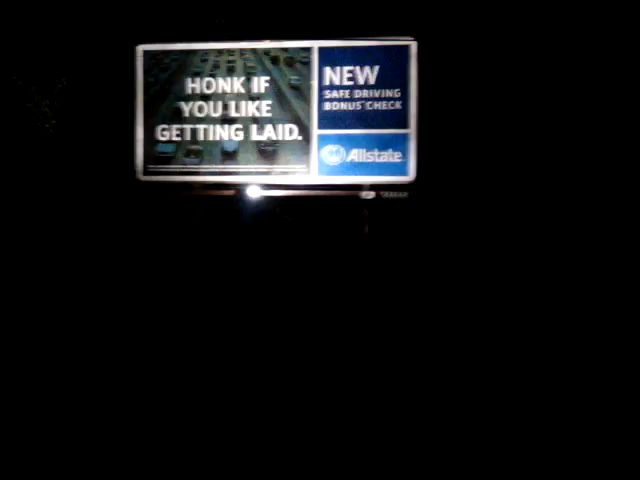 HONK IF
YOU LIKE
GETTING LAID.
NEW
SAFE DRIVING
BONUS CHECK
Allstate